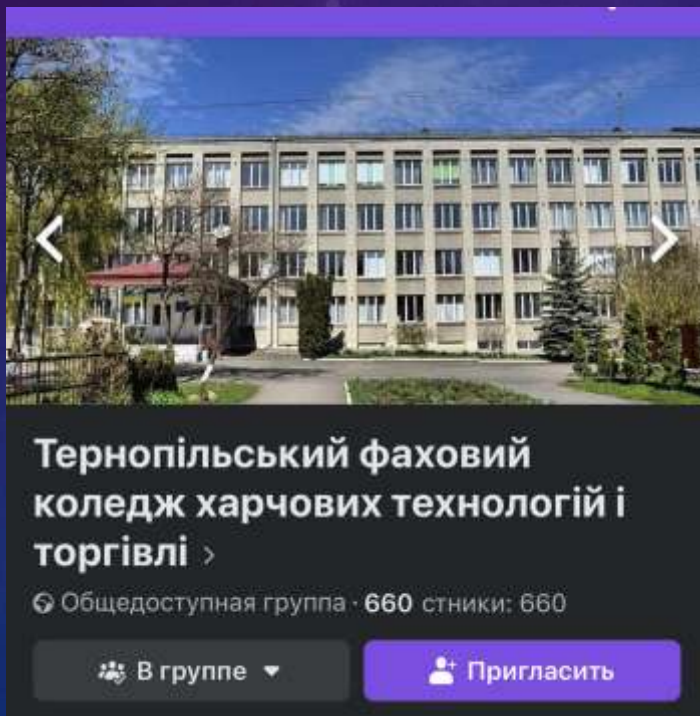 Тернопільський фаховий
коледж харчових технологій і
торгівлі
Общедоступная группа · 660 стники: 660
В группе
Пригласить